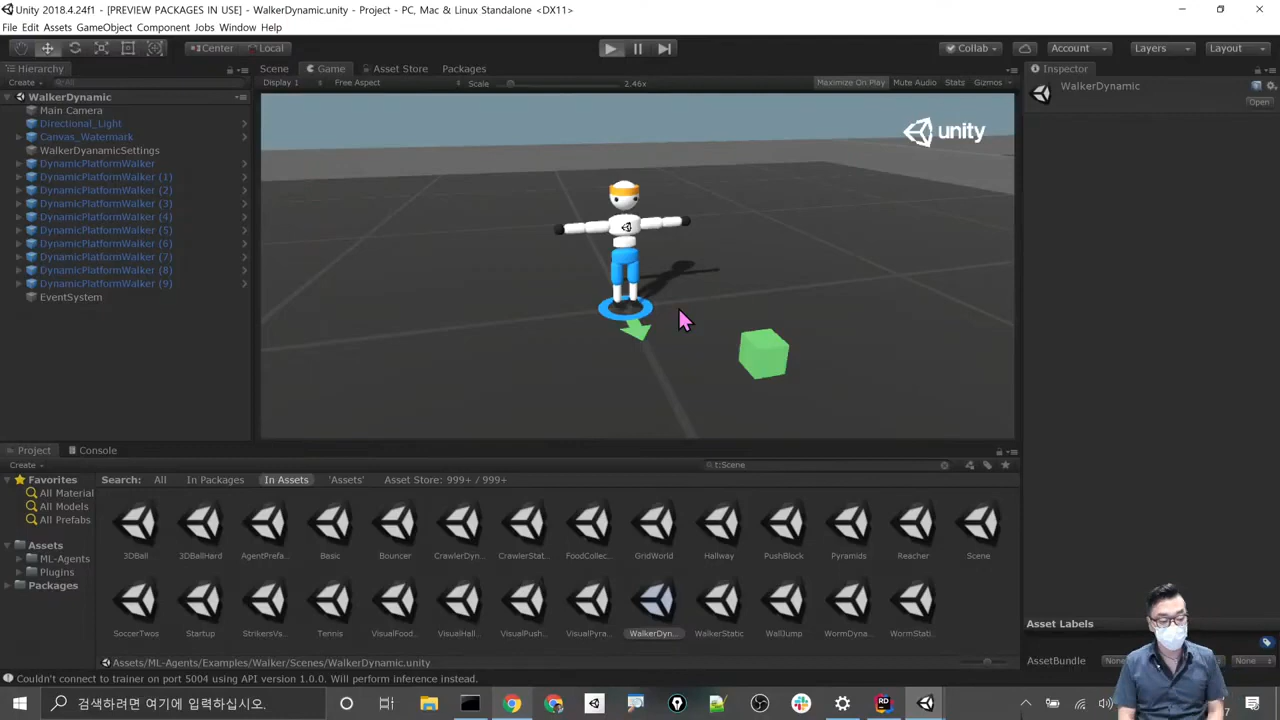 Unity 2018.4.24f1 - [PREVIEW PACKAGES IN USE] - WalkerDynamic.unity - Project - PC, Mac & Linux Standalone <DX11>
File Edit Assets GameObject Component Jobs Window Help
Center Local Collab Account Layers Layout
Hierarchy Scene Game Asset Store Packages Inspector
Create All Display 1 Free Aspect Scale 2.46x Maximize On Play Mute Audio Stats Gizmos
WalkerDynamic
Open
WalkerDynamic
Main Camera
Directional_Light
Canvas_Watermark
WalkerDyanamicSettings
DynamicPlatformWalker
DynamicPlatformWalker (1)
DynamicPlatformWalker (2)
DynamicPlatformWalker (3)
DynamicPlatformWalker (4)
DynamicPlatformWalker (5)
DynamicPlatformWalker (6)
DynamicPlatformWalker (7)
DynamicPlatformWalker (8)
DynamicPlatformWalker (9)
EventSystem
unity
Project Console
Create t:Scene
Favorites
All Material
All Models
All Prefabs
Assets
ML-Agents
Plugins
Packages
Search: All In Packages In Assets 'Assets' Asset Store: 999+ / 999+
3DBall 3DBallHard AgentPrefa... Basic Bouncer CrawlerDyn... CrawlerStat... FoodCollec... GridWorld Hallway PushBlock Pyramids Reacher Scene
SoccerTwos Startup StrikersVs... Tennis VisualFood... VisualHall... VisualPush... VisualPyra... WalkerDyn... WalkerStatic WallJump WormDyna... WormStati...
Assets/ML-Agents/Examples/Walker/Scenes/WalkerDynamic.unity
Asset Labels
AssetBundle None
Couldn't connect to trainer on port 5004 using API version 1.0.0. Will perform inference instead.
검색하려면 여기에 입력하십시오.